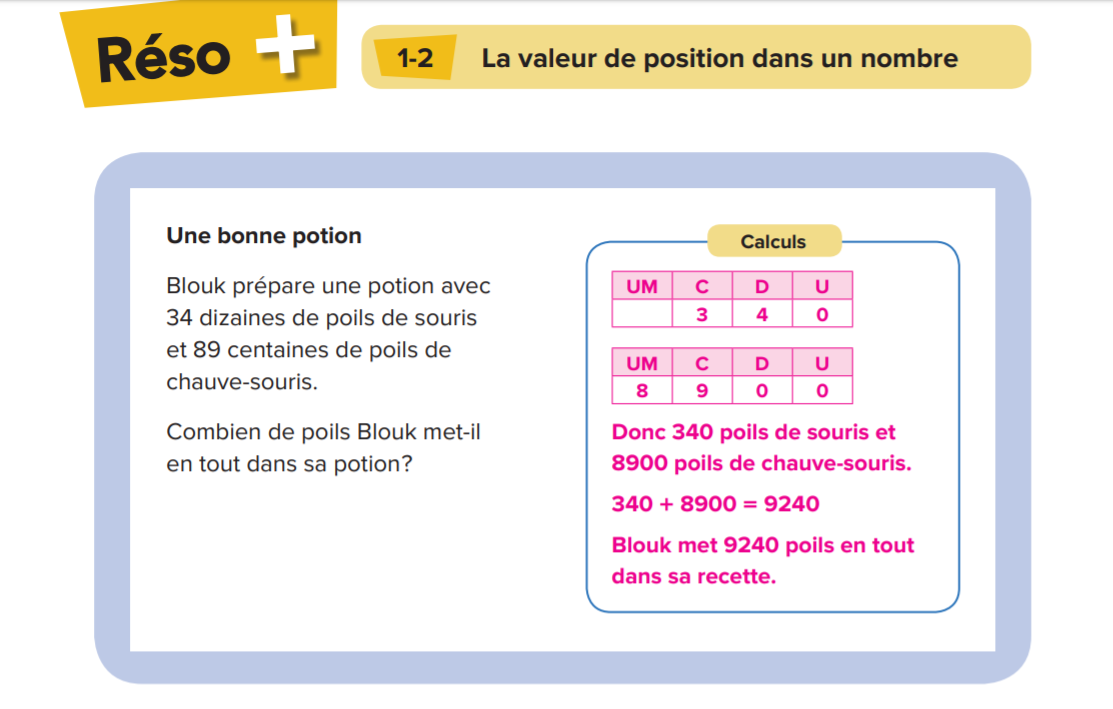 Réso +
1-2 La valeur de position dans un nombre
Une bonne potion
Blouk prépare une potion avec
34 dizaines de poils de souris
et 89 centaines de poils de
chauve-souris.
Combien de poils Blouk met-il
en tout dans sa potion?
Calculs
UM C D U
3 4 0
UM C D U
8 9 0 0
Donc 340 poils de souris et
8900 poils de chauve-souris.
340 + 8900 = 9240
Blouk met 9240 poils en tout
dans sa recette.